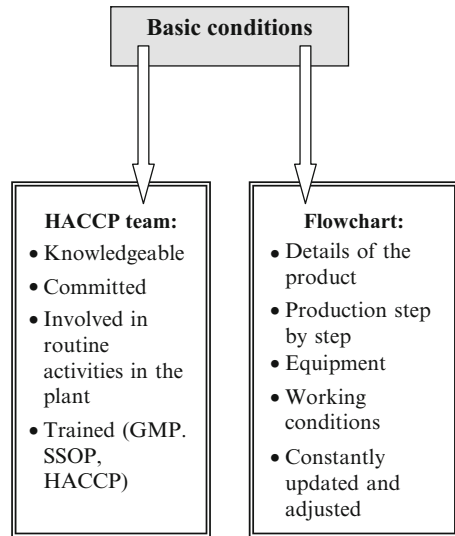 Basic conditions
HACCP team:
• Knowledgeable
• Committed
• Involved in
routine
activities in the
plant
• Trained (GMP.
SSOP,
HACCP)
Flowchart:
• Details of the
product
• Production step
by step
• Equipment
• Working
conditions
• Constantly
updated and
adjusted